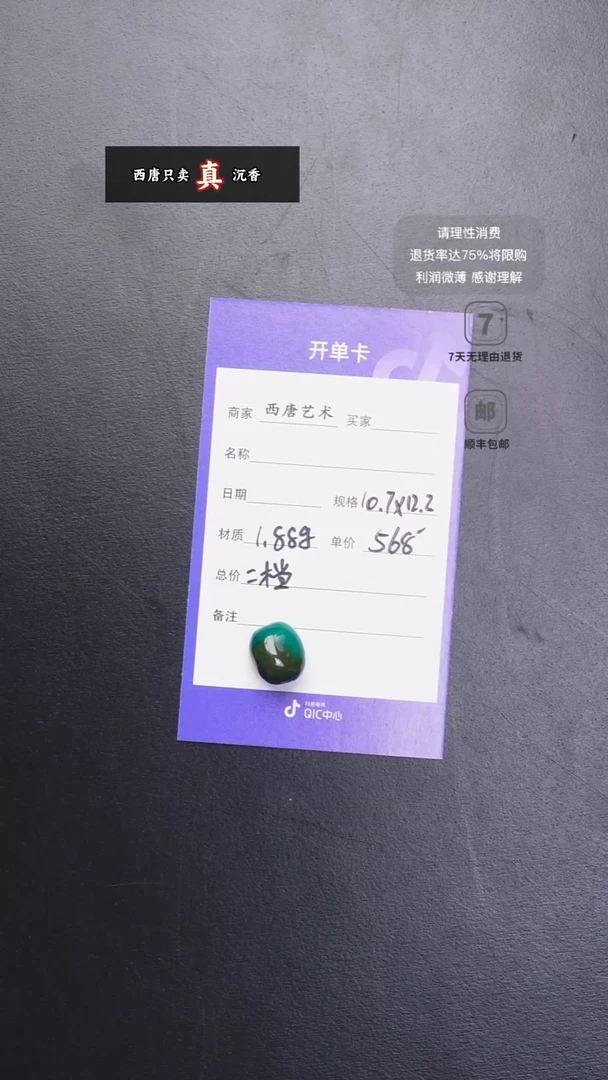 西唐只卖 真 沉香
请理性消费
退货率达75%将限购
利润微薄 感谢理解
7
7天无理由退货
邮
顺丰包邮
开单卡
商家 西唐艺术 买家
名称
日期 规格 10.7x12.2
材质 1.88g 单价 568
总价 二档
备注
抖音电商
QIC中心